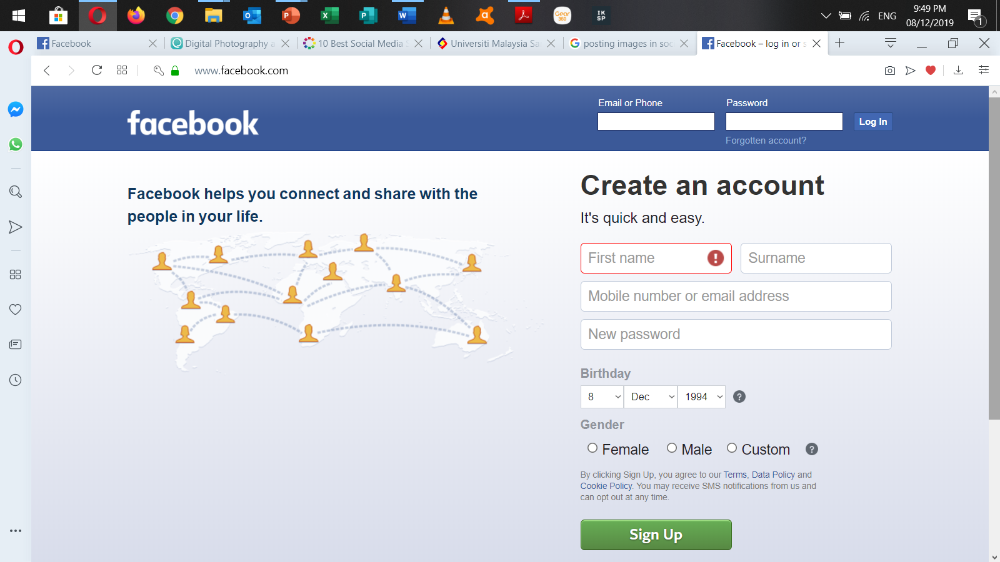 9:49 PM
ENG
08/12/2019
1
Gear
360
IK
SP
Facebook
Digital Photography a
10 Best Social Media S
Universiti Malaysia Sa
posting images in soc
Facebook – log in or s
www.facebook.com
facebook
Email or Phone
Password
Log In
Forgotten account?
Facebook helps you connect and share with the
people in your life.
Create an account
It's quick and easy.
First name
Surname
Mobile number or email address
New password
Birthday
8
Dec
1994
?
Gender
Female
Male
Custom
?
By clicking Sign Up, you agree to our Terms, Data Policy and
Cookie Policy. You may receive SMS notifications from us and
can opt out at any time.
Sign Up